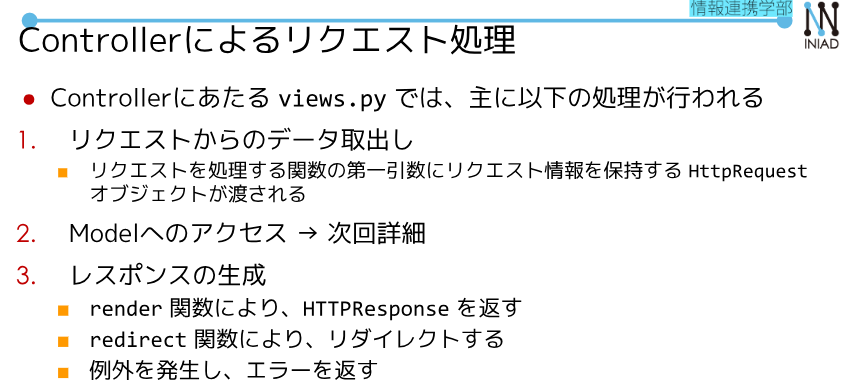 情報連携学部
INIAD
Controllerによるリクエスト処理
● Controllerにあたる views.py では、主に以下の処理が行われる
1. リクエストからのデータ取出し
■ リクエストを処理する関数の第一引数にリクエスト情報を保持する HttpRequest
オブジェクトが渡される
2. Modelへのアクセス → 次回詳細
3. レスポンスの生成
■ render 関数により、HTTPResponse を返す
■ redirect 関数により、リダイレクトする
■ 例外を発生し、エラーを返す